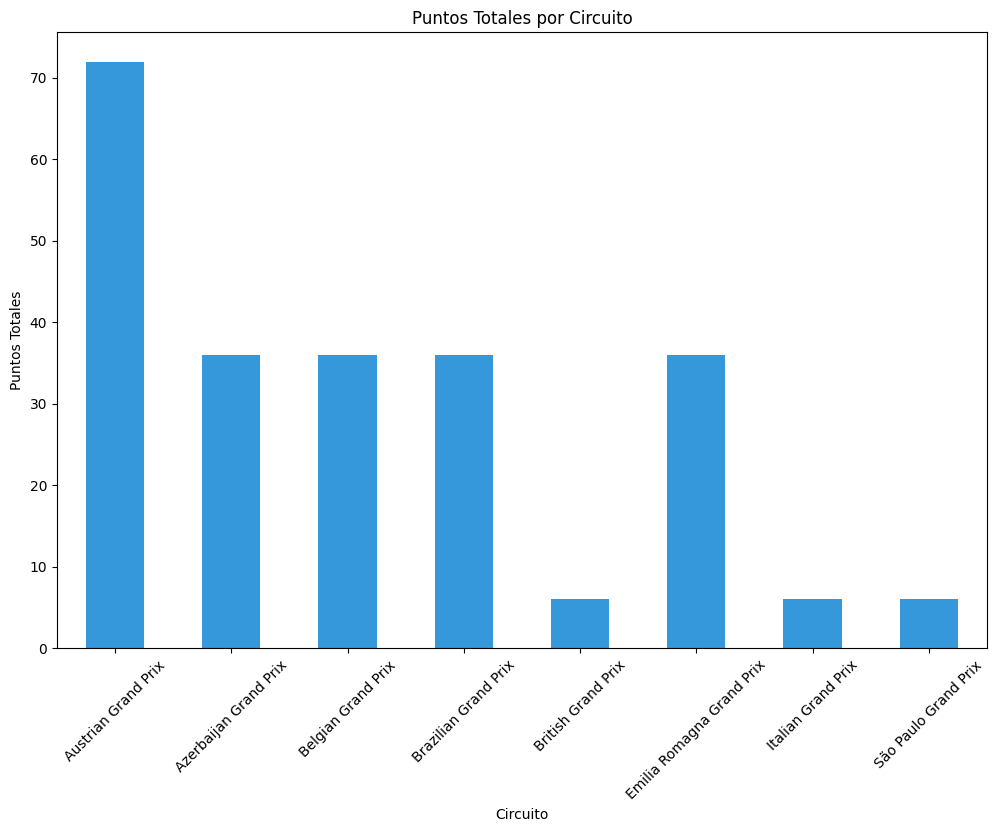 Puntos Totales por Circuito
Puntos Totales
70
60
50
40
30
20
10
0
Austrian Grand Prix
Azerbaijan Grand Prix
Belgian Grand Prix
Brazilian Grand Prix
British Grand Prix
Emilia Romagna Grand Prix
Italian Grand Prix
São Paulo Grand Prix
Circuito